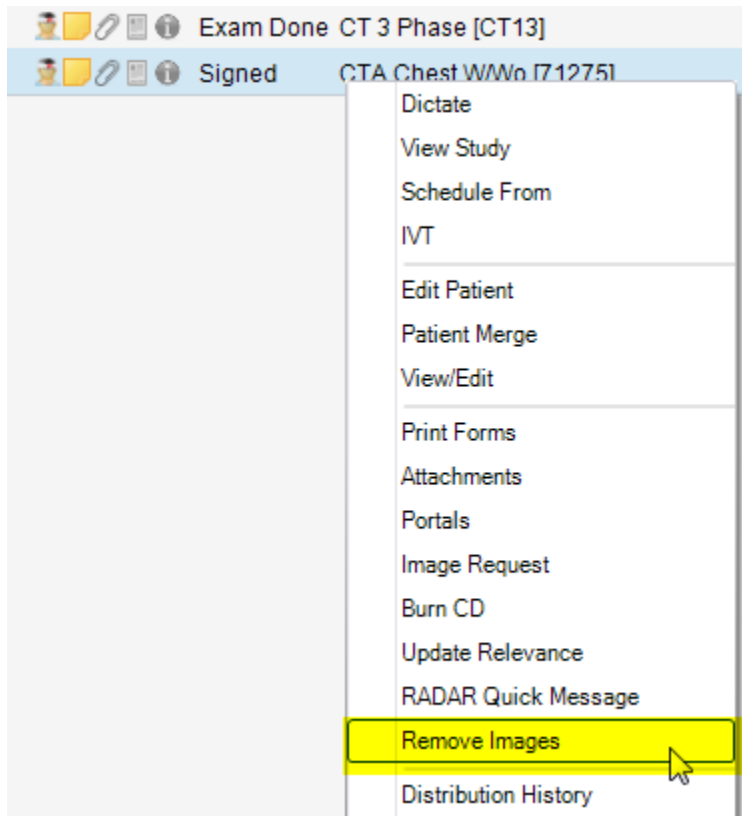 Exam Done CT 3 Phase [CT13]
Signed CTA Chest W/Wo [71275]
Dictate
View Study
Schedule From
IVT
Edit Patient
Patient Merge
View/Edit
Print Forms
Attachments
Portals
Image Request
Burn CD
Update Relevance
RADAR Quick Message
Remove Images
Distribution History